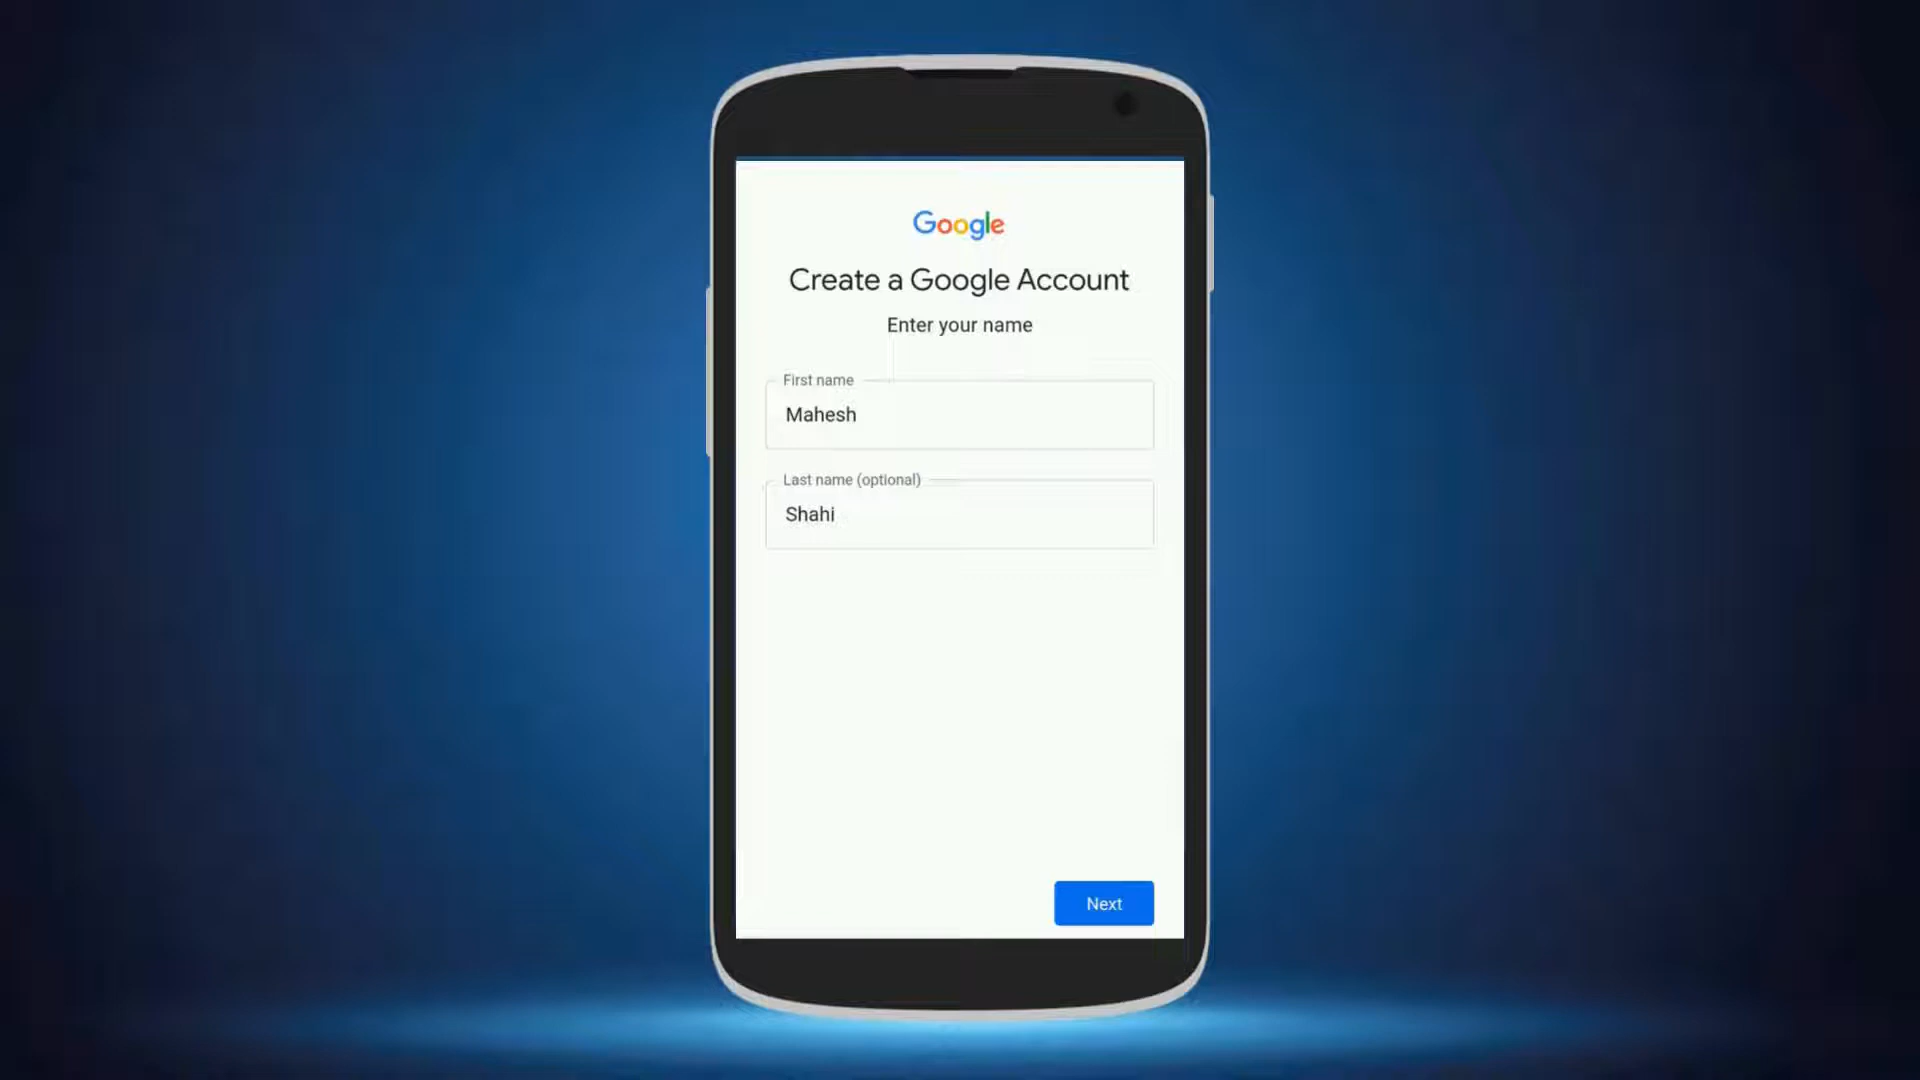 Google
Create a Google Account
Enter your name
First name
Mahesh
Last name (optional)
Shahi
Next